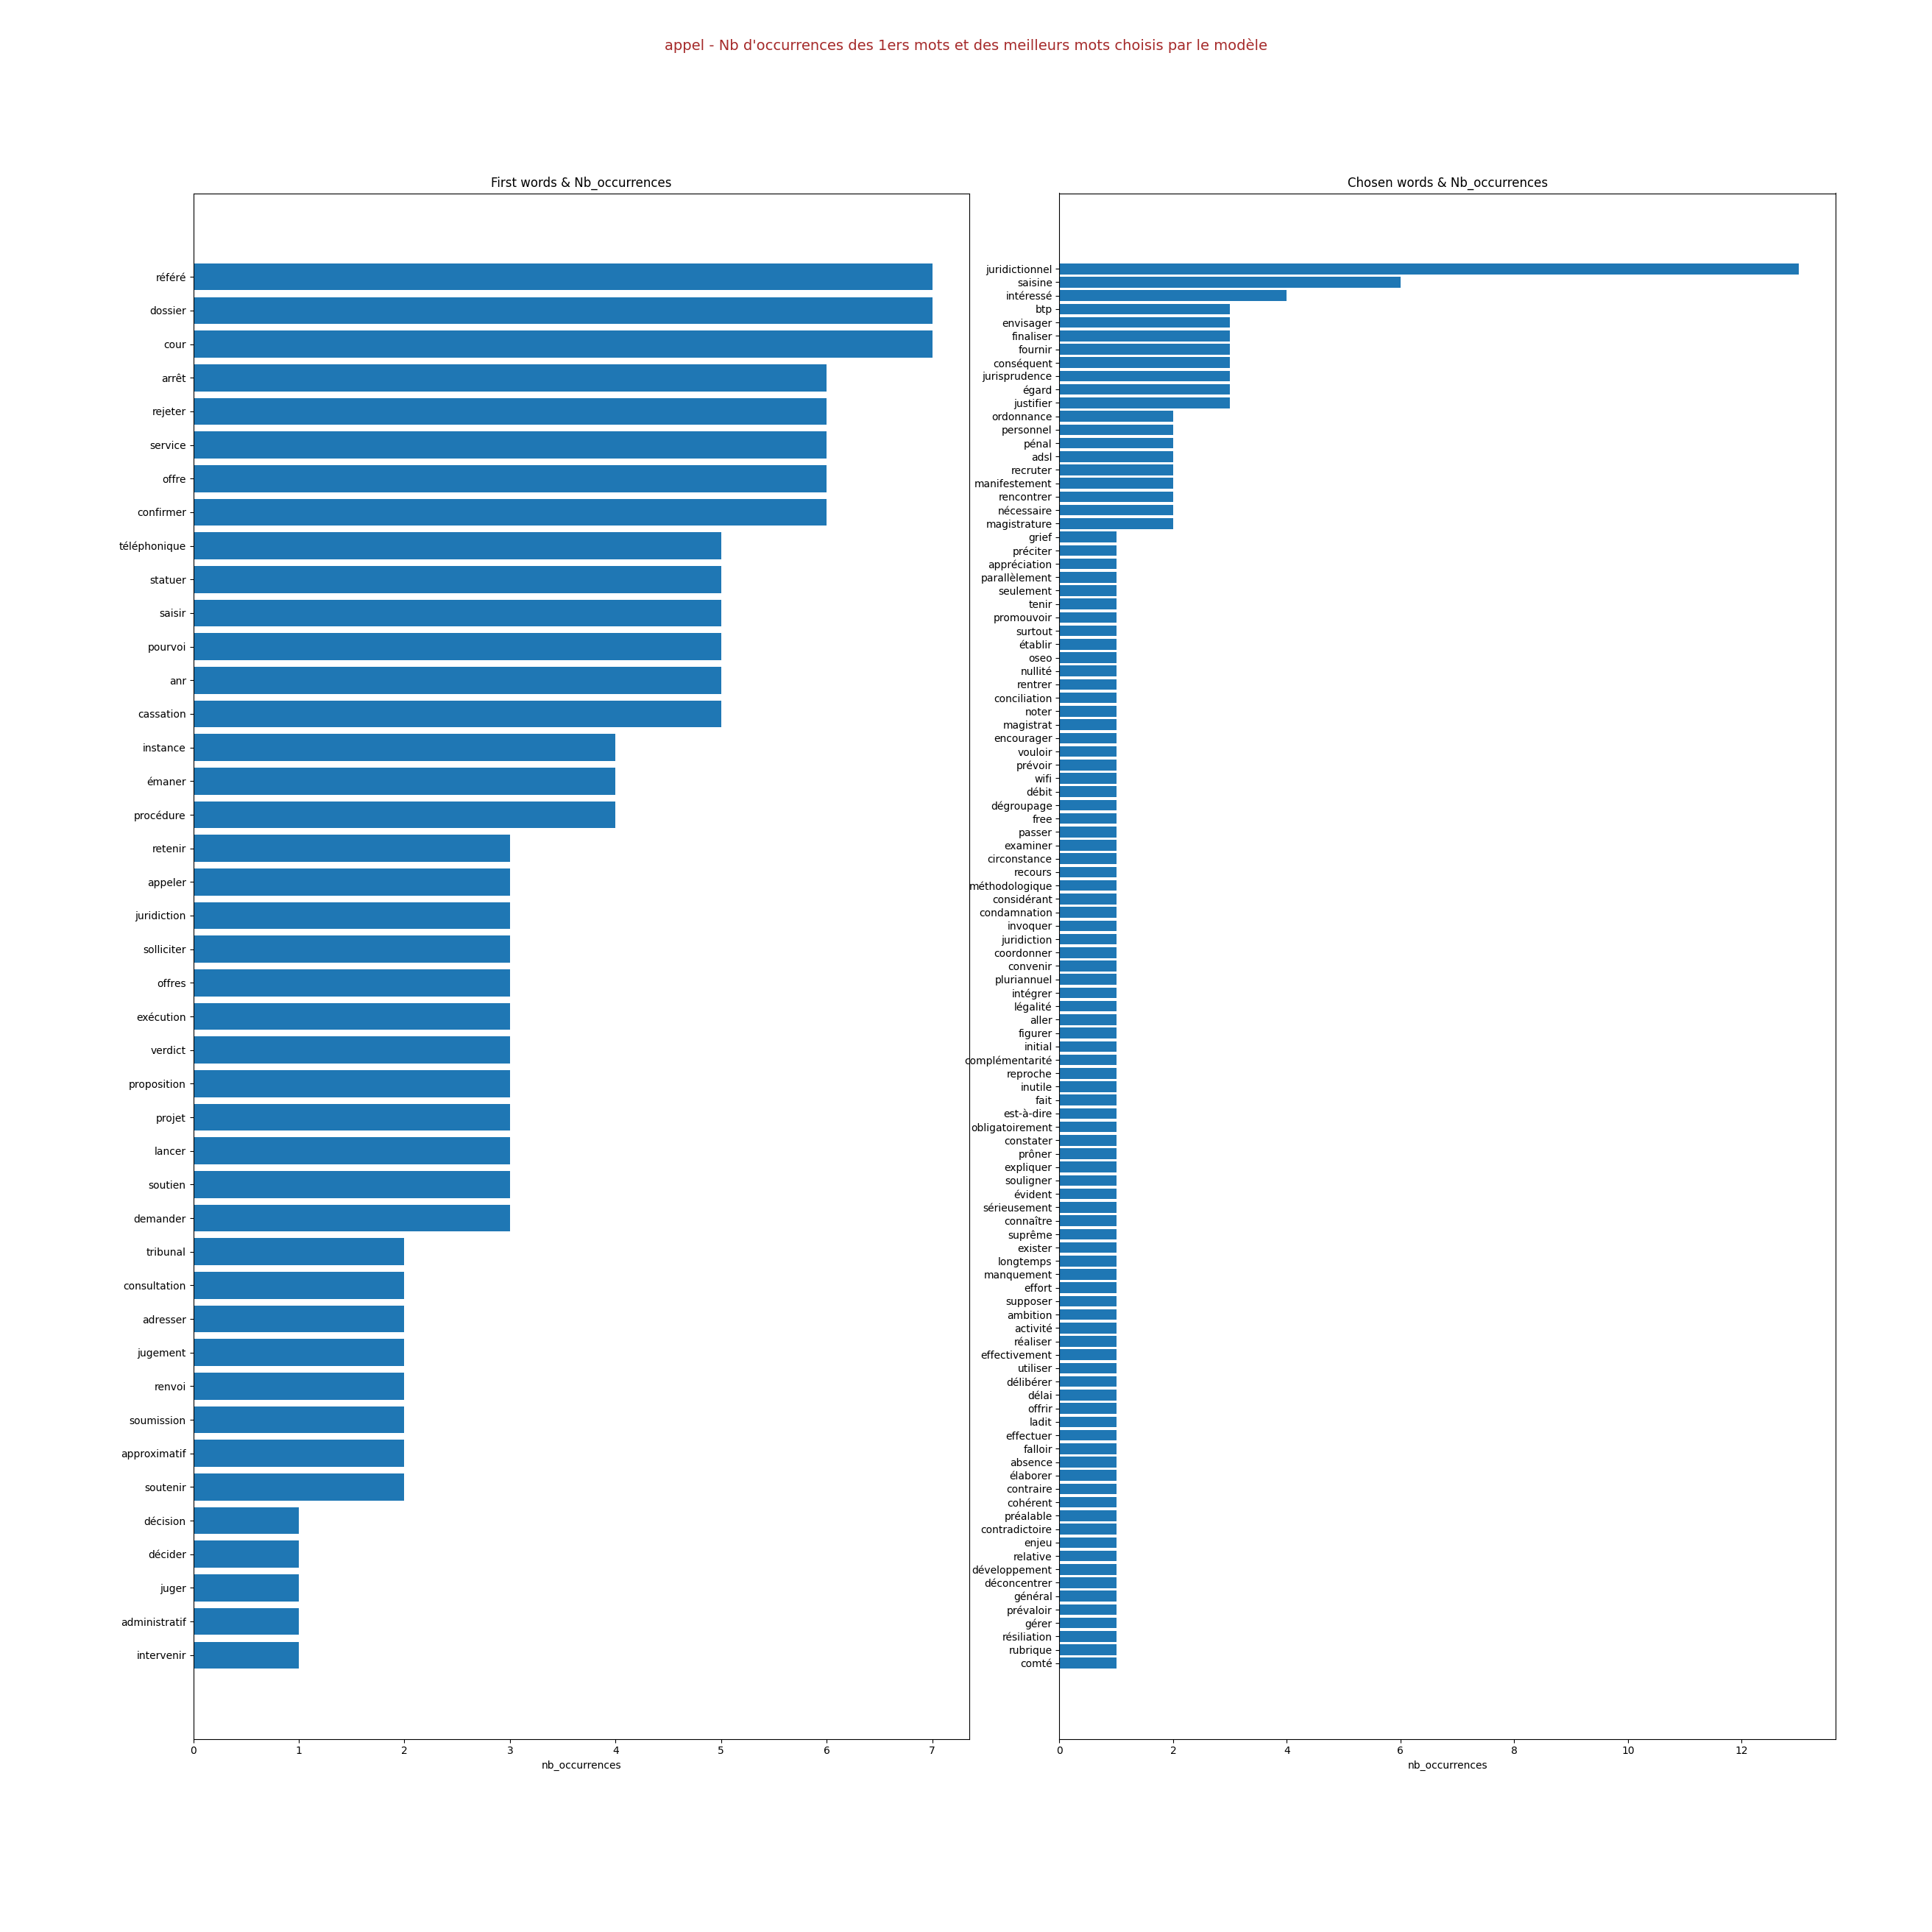 appel - Nb d'occurrences des 1ers mots et des meilleurs mots choisis par le modèle
First words & Nb_occurrences
référé
dossier
cour
arrêt
rejeter
service
offre
confirmer
téléphonique
statuer
saisir
pourvoi
anr
cassation
instance
émaner
procédure
retenir
appeler
juridiction
solliciter
offres
exécution
verdict
proposition
projet
lancer
soutien
demander
tribunal
consultation
adresser
jugement
renvoi
soumission
approximatif
soutenir
décision
décider
juger
administratif
intervenir
0 1 2 3 4 5 6 7
nb_occurrences
Chosen words & Nb_occurrences
juridictionnel
saisine
intéressé
btp
envisager
finaliser
fournir
conséquent
jurisprudence
égard
justifier
ordonnance
personnel
pénal
adsl
recruter
manifestement
rencontrer
nécessaire
magistrature
grief
préciter
appréciation
parallèlement
seulement
tenir
promouvoir
surtout
établir
oseo
nullité
rentrer
conciliation
noter
magistrat
encourager
vouloir
prévoir
wifi
débit
dégroupage
free
passer
examiner
circonstance
recours
méthodologique
considérant
condamnation
invoquer
juridiction
coordonner
convenir
pluriannuel
intégrer
légalité
aller
figurer
initial
complémentarité
reproche
inutile
fait
est-à-dire
obligatoirement
constater
prôner
expliquer
souligner
évident
sérieusement
connaître
suprême
exister
longtemps
manquement
effort
supposer
ambition
activité
réaliser
effectivement
utiliser
délibérer
délai
offrir
ladit
effectuer
falloir
absence
élaborer
contraire
cohérent
préalable
contradictoire
enjeu
relative
développement
déconcentrer
général
prévaloir
gérer
résiliation
rubrique
comté
0 2 4 6 8 10 12
nb_occurrences